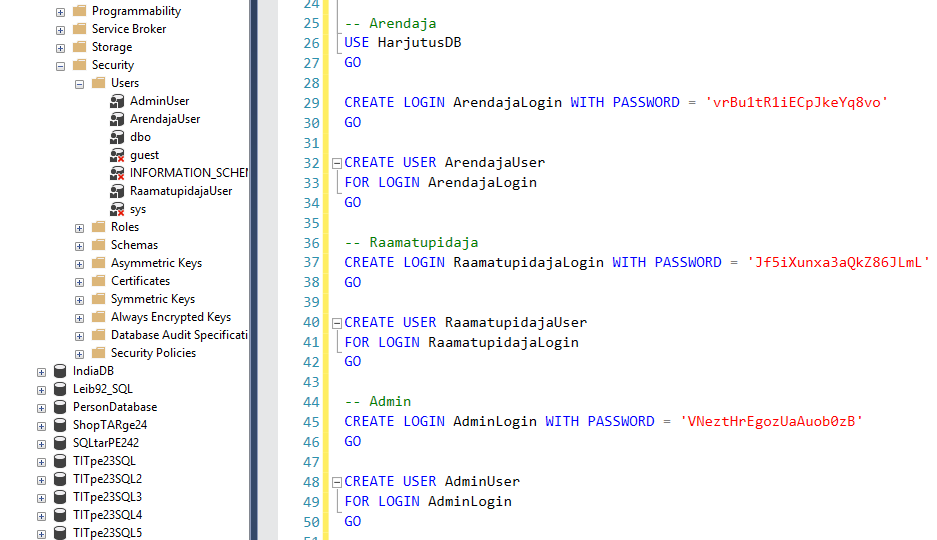 Programmability
Service Broker
Storage
Security
Users
AdminUser
ArendajaUser
dbo
guest
INFORMATION_SCHEM
RaamatupidajaUser
sys
Roles
Schemas
Asymmetric Keys
Certificates
Symmetric Keys
Always Encrypted Keys
Database Audit Specificati
Security Policies
IndiaDB
Leib92_SQL
PersonDatabase
ShopTARge24
SQLtarPE242
TITpe23SQL
TITpe23SQL2
TITpe23SQL3
TITpe23SQL4
TITpe23SQL5
24
25 -- Arendaja
26 USE HarjutusDB
27 GO
28
29 CREATE LOGIN ArendajaLogin WITH PASSWORD = 'vrBu1tR1iECpJkeYq8vo'
30 GO
31
32 CREATE USER ArendajaUser
33 FOR LOGIN ArendajaLogin
34 GO
35
36 -- Raamatupidaja
37 CREATE LOGIN RaamatupidajaLogin WITH PASSWORD = 'Jf5iXunxa3aQkZ86JLmL'
38 GO
39
40 CREATE USER RaamatupidajaUser
41 FOR LOGIN RaamatupidajaLogin
42 GO
43
44 -- Admin
45 CREATE LOGIN AdminLogin WITH PASSWORD = 'VNeztHrEgozUaAuob0zB'
46 GO
47
48 CREATE USER AdminUser
49 FOR LOGIN AdminLogin
50 GO